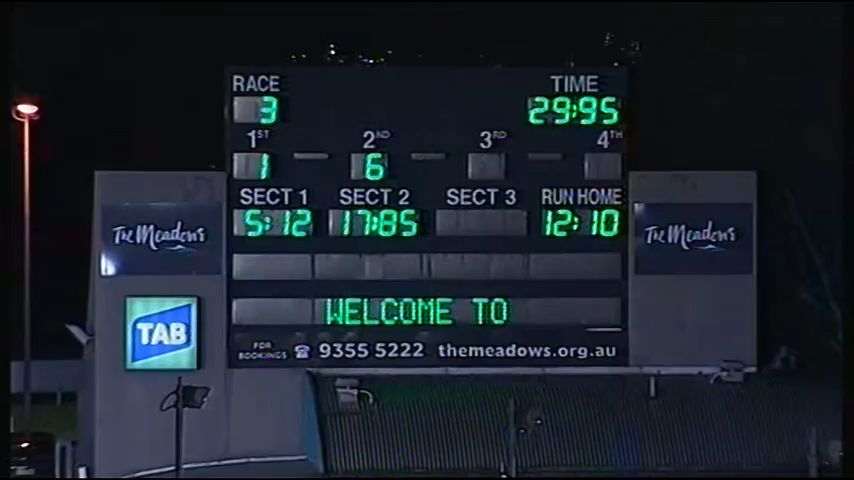 RACE TIME
3 29:95
1ST 2ND 3RD 4TH
1 6
SECT 1 SECT 2 SECT 3 RUN HOME
5:12 17:85 12:10
The Meadows The Meadows
WELCOME TO
TAB
FOR BOOKINGS ☎ 9355 5222 themeadows.org.au